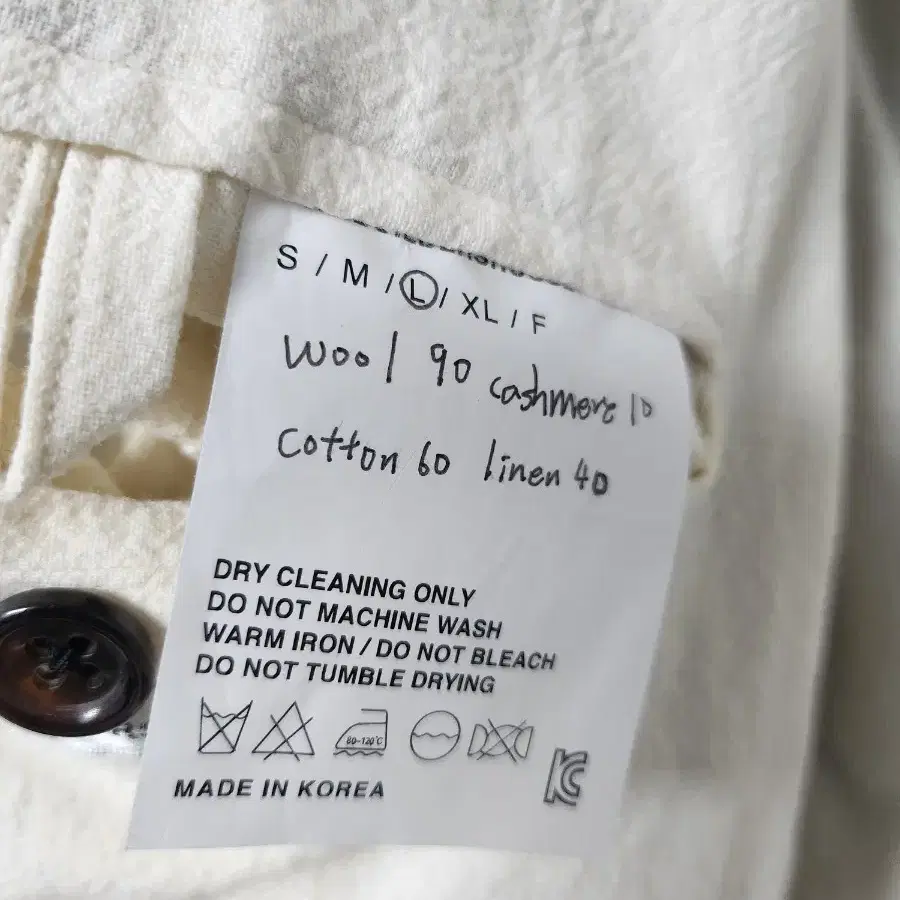 S / M / L / XL / F
Wool 90 cashmere 10
Cotton 60 linen 40
DRY CLEANING ONLY
DO NOT MACHINE WASH
WARM IRON / DO NOT BLEACH
DO NOT TUMBLE DRYING
80-120°C
MADE IN KOREA
KC